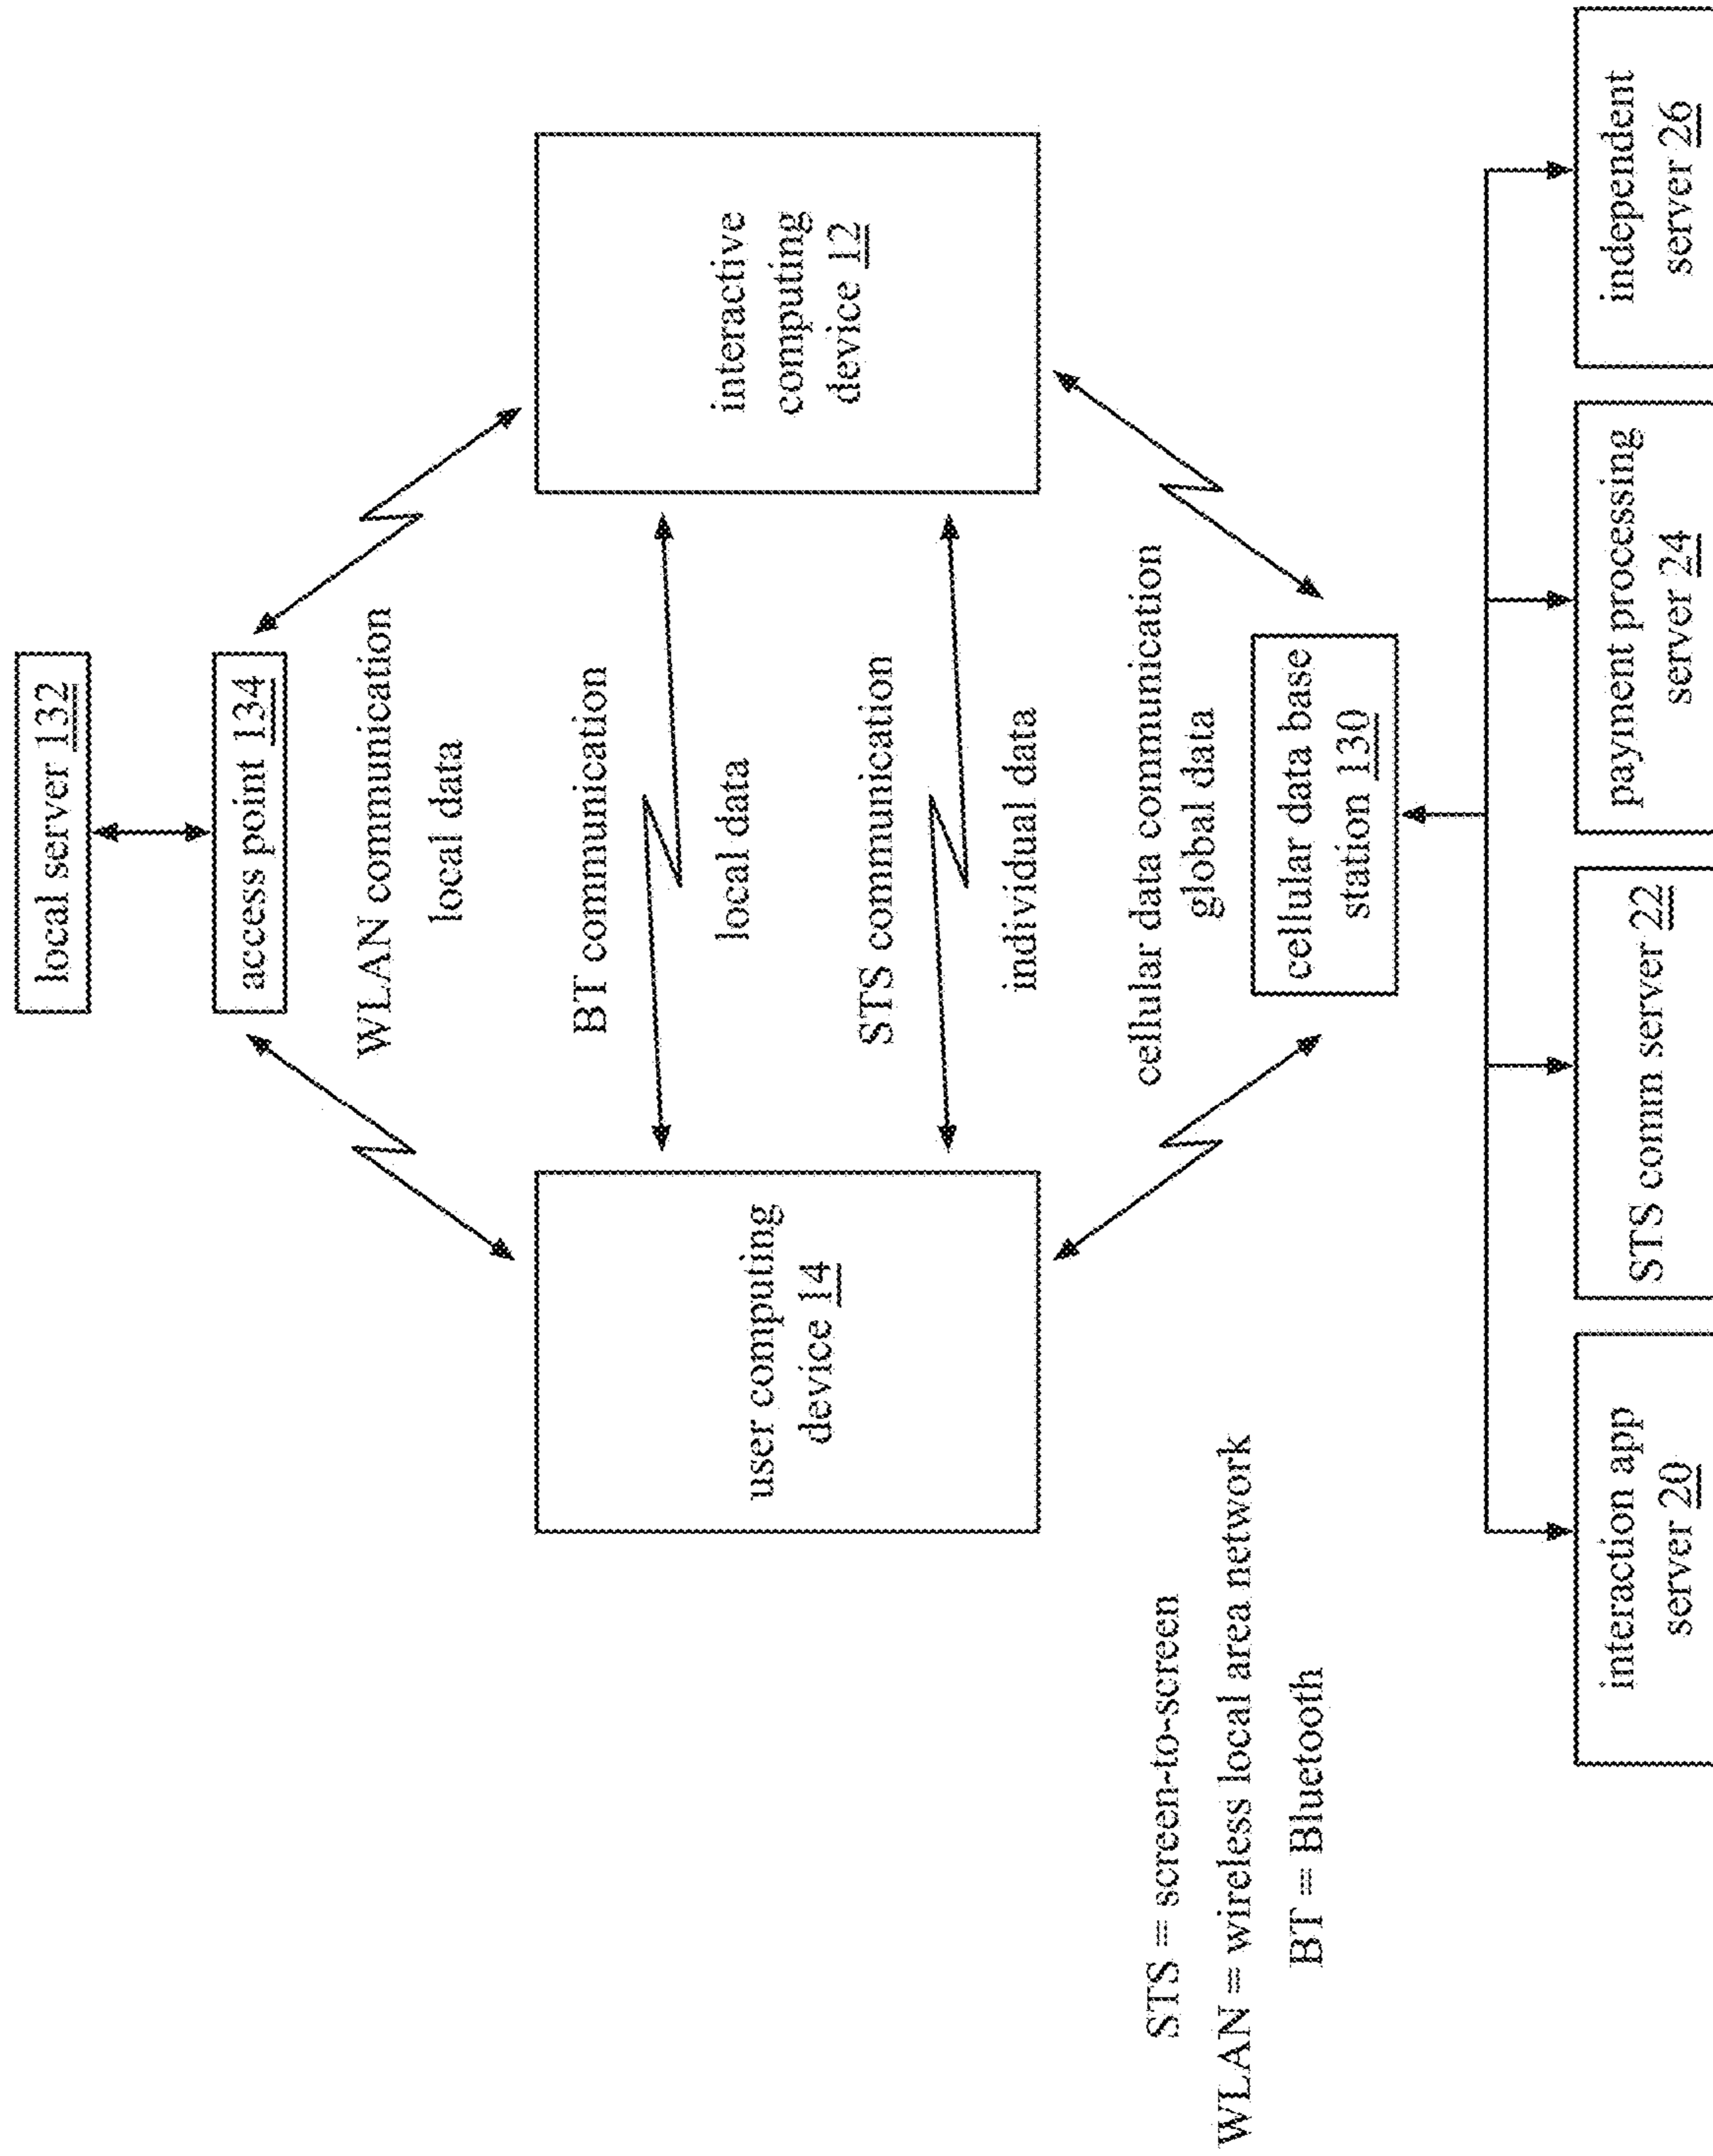 local server 132
access point 134
WLAN communication
local data
BT communication
local data
STS communication
individual data
cellular data communication
global data
user computing
device 14
interactive
computing
device 12
cellular data base
station 130
STS = screen-to-screen
WLAN = wireless local area network
BT = Bluetooth
interaction app
server 20
STS comm server 22
payment processing
server 24
independent
server 26